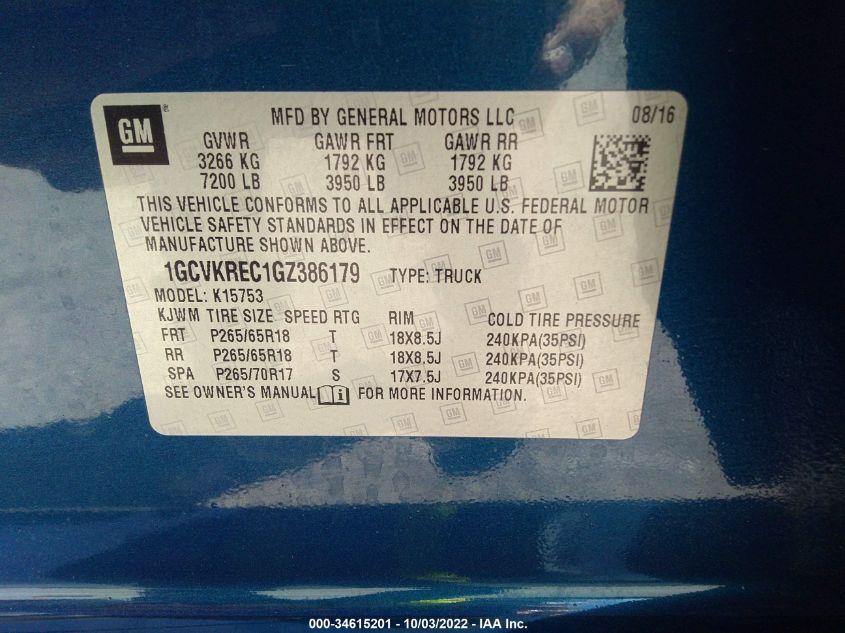 GM ®
MFD BY GENERAL MOTORS LLC 08/16
GVWR GAWR FRT GAWR RR
3266 KG 1792 KG 1792 KG
7200 LB 3950 LB 3950 LB
THIS VEHICLE CONFORMS TO ALL APPLICABLE U.S. FEDERAL MOTOR
VEHICLE SAFETY STANDARDS IN EFFECT ON THE DATE OF
MANUFACTURE SHOWN ABOVE.
1GCVKREC1GZ386179 TYPE: TRUCK
MODEL: K15753
KJWM TIRE SIZE SPEED RTG RIM COLD TIRE PRESSURE
FRT P265/65R18 T 18X8.5J 240KPA(35PSI)
RR P265/65R18 T 18X8.5J 240KPA(35PSI)
SPA P265/70R17 S 17X7.5J 240KPA(35PSI)
SEE OWNER'S MANUAL FOR MORE INFORMATION.
000-34615201 - 10/03/2022 - IAA Inc.